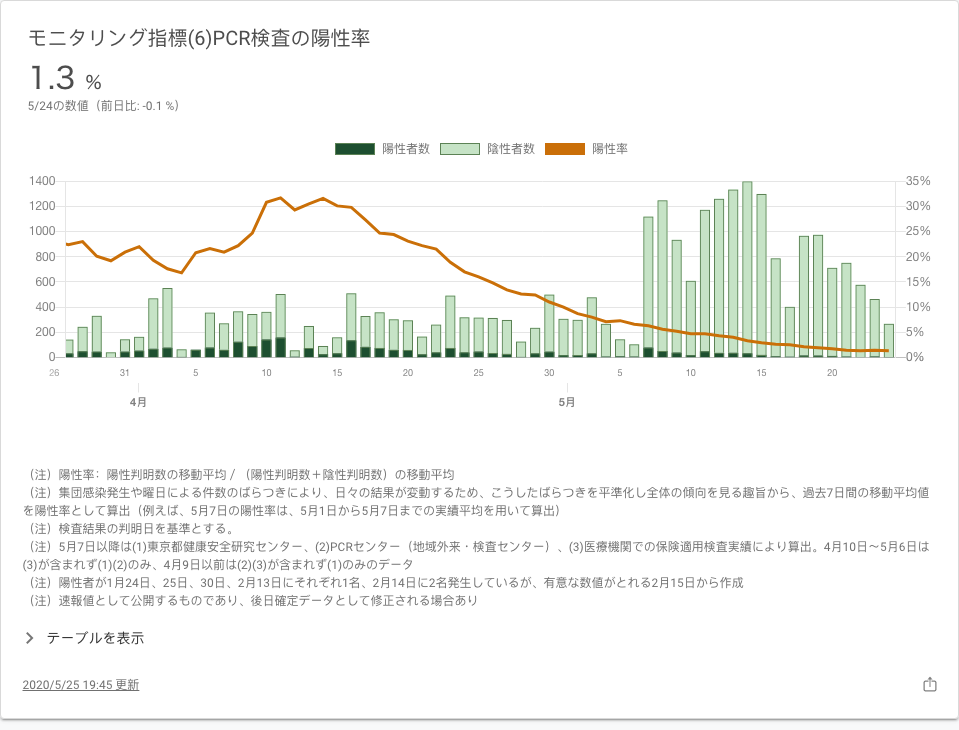 モニタリング指標(6)PCR検査の陽性率
1.3 %
5/24の数値（前日比: -0.1 %）
陽性者数 陰性者数 陽性率
1400 35%
1200 30%
1000 25%
800 20%
600 15%
400 10%
200 5%
0 0%
26 31 5 10 15 20 25 30 5 10 15 20
4月 5月
（注）陽性率：陽性判明数の移動平均 / （陽性判明数＋陰性判明数）の移動平均
（注）集団感染発生や曜日による件数のばらつきにより、日々の結果が変動するため、こうしたばらつきを平準化し全体の傾向を見る趣旨から、過去7日間の移動平均値
を陽性率として算出（例えば、5月7日の陽性率は、5月1日から5月7日までの実績平均を用いて算出）
（注）検査結果の判明日を基準とする。
（注）5月7日以降は(1)東京都健康安全研究センター、(2)PCRセンター（地域外来・検査センター）、(3)医療機関での保険適用検査実績により算出。4月10日～5月6日は
(3)が含まれず(1)(2)のみ、4月9日以前は(2)(3)が含まれず(1)のみのデータ
（注）陽性者が1月24日、25日、30日、2月13日にそれぞれ1名、2月14日に2名発生しているが、有意な数値がとれる2月15日から作成
（注）速報値として公開するものであり、後日確定データとして修正される場合あり
テーブルを表示
2020/5/25 19:45 更新